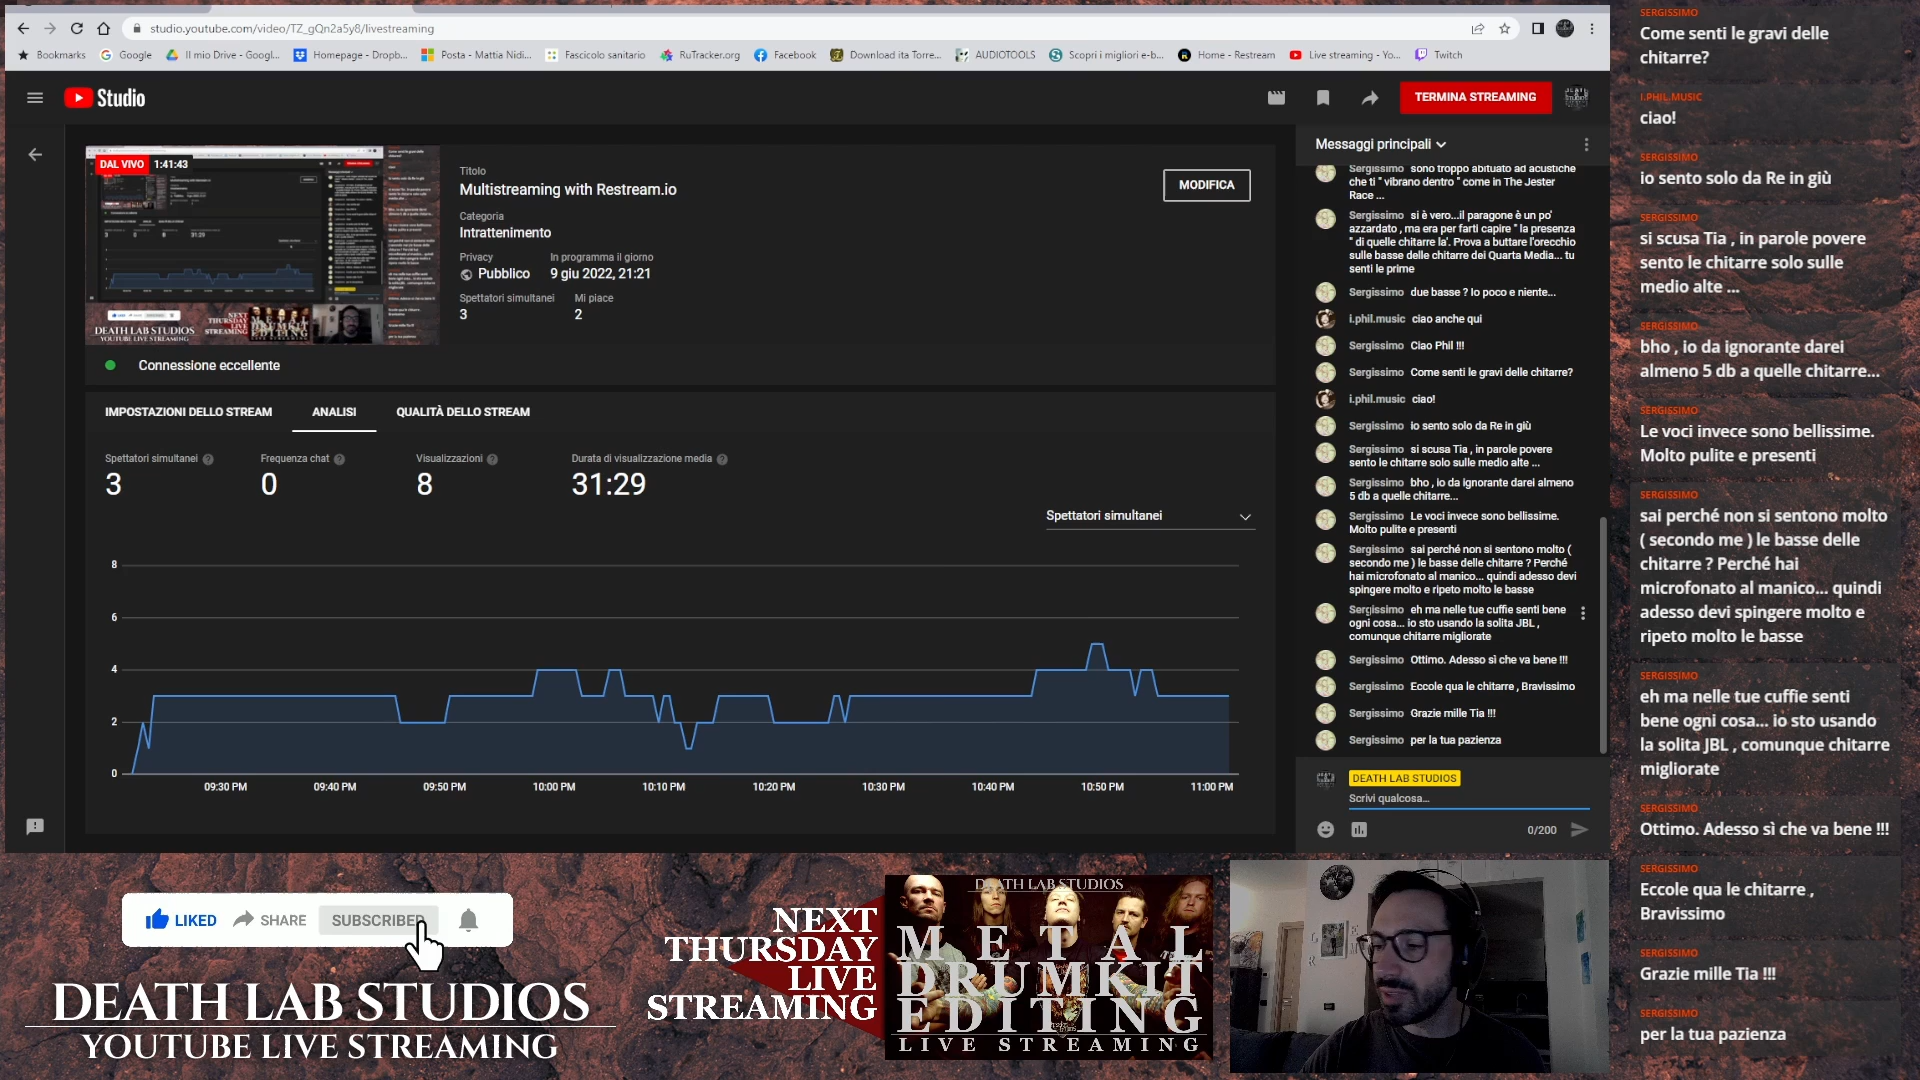 studio.youtube.com/video/TZ_gQn2a5y8/livestreaming
Bookmarks
Google
Il mio Drive - Googl...
Homepage - Dropb...
Posta - Mattia Nidi...
Fascicolo sanitario
RuTracker.org
Facebook
Download ita Torre...
AUDIOTOOLS
Scopri i migliori e-b...
Home - Restream
Live streaming - Yo...
Twitch
Studio
TERMINA STREAMING
DAL VIVO 1:41:43
Titolo
Multistreaming with Restream.io
Categoria
Intrattenimento
Privacy
Pubblico
In programma il giorno
9 giu 2022, 21:21
Spettatori simultanei
3
Mi piace
2
MODIFICA
Connessione eccellente
IMPOSTAZIONI DELLO STREAM
ANALISI
QUALITÀ DELLO STREAM
Spettatori simultanei
3
Frequenza chat
0
Visualizzazioni
8
Durata di visualizzazione media
31:29
Spettatori simultanei
8
6
4
2
0
09:30 PM
09:40 PM
09:50 PM
10:00 PM
10:10 PM
10:20 PM
10:30 PM
10:40 PM
10:50 PM
11:00 PM
Messaggi principali
Sergissimo sono troppo abituato ad acustiche
che ti " vibrano dentro " come in The Jester
Race ...
Sergissimo si è vero...il paragone è un po'
azzardato , ma era per farti capire " la presenza
" di quelle chitarre la'. Prova a buttare l'orecchio
sulle basse delle chitarre dei Quarta Media... tu
senti le prime
Sergissimo due basse ? Io poco e niente...
i.phil.music ciao anche qui
Sergissimo Ciao Phil !!!
Sergissimo Come senti le gravi delle chitarre?
i.phil.music ciao!
Sergissimo io sento solo da Re in giù
Sergissimo si scusa Tia , in parole povere
sento le chitarre solo sulle medio alte ...
Sergissimo bho , io da ignorante darei almeno
5 db a quelle chitarre...
Sergissimo Le voci invece sono bellissime.
Molto pulite e presenti
Sergissimo sai perché non si sentono molto (
secondo me ) le basse delle chitarre ? Perché
hai microfonato al manico... quindi adesso devi
spingere molto e ripeto molto le basse
Sergissimo eh ma nelle tue cuffie senti bene
ogni cosa... io sto usando la solita JBL ,
comunque chitarre migliorate
Sergissimo Ottimo. Adesso sì che va bene !!!
Sergissimo Eccole qua le chitarre , Bravissimo
Sergissimo Grazie mille Tia !!!
Sergissimo per la tua pazienza
DEATH LAB STUDIOS
Scrivi qualcosa...
0/200
SERGISSIMO
Come senti le gravi delle
chitarre?
I.PHIL.MUSIC
ciao!
SERGISSIMO
io sento solo da Re in giù
SERGISSIMO
si scusa Tia , in parole povere
sento le chitarre solo sulle
medio alte ...
SERGISSIMO
bho , io da ignorante darei
almeno 5 db a quelle chitarre...
SERGISSIMO
Le voci invece sono bellissime.
Molto pulite e presenti
SERGISSIMO
sai perché non si sentono molto
( secondo me ) le basse delle
chitarre ? Perché hai
microfonato al manico... quindi
adesso devi spingere molto e
ripeto molto le basse
SERGISSIMO
eh ma nelle tue cuffie senti
bene ogni cosa... io sto usando
la solita JBL , comunque chitarre
migliorate
SERGISSIMO
Ottimo. Adesso sì che va bene !!!
SERGISSIMO
Eccole qua le chitarre ,
Bravissimo
SERGISSIMO
Grazie mille Tia !!!
SERGISSIMO
per la tua pazienza
LIKED
SHARE
SUBSCRIBED
DEATH LAB STUDIOS
YOUTUBE LIVE STREAMING
NEXT
THURSDAY
LIVE
STREAMING
DEATH LAB STUDIOS
METAL
DRUMKIT
EDITING
LIVE STREAMING